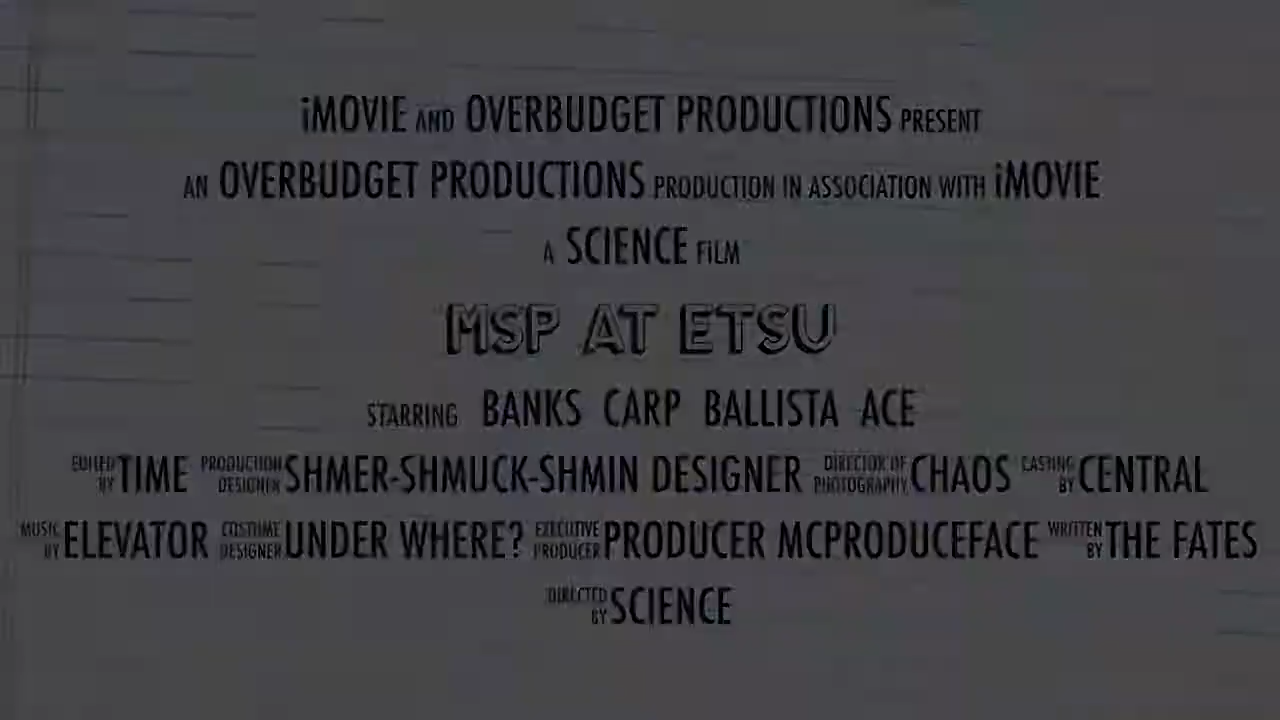 iMOVIE AND OVERBUDGET PRODUCTIONS PRESENT
AN OVERBUDGET PRODUCTIONS PRODUCTION IN ASSOCIATION WITH iMOVIE
A SCIENCE FiLM
MSP AT ETSU
STARRING BANKS CARP BALLISTA ACE
EDITED BY TIME PRODUCTION DESIGNER SHMER-SHMUCK-SHMIN DESIGNER DIRECTOR OF PHOTOGRAPHY CHAOS CASTING BY CENTRAL
MUSIC BY ELEVATOR COSTUME DESIGNER UNDER WHERE? EXECUTIVE PRODUCER PRODUCER MCPRODUCEFACE WRITTEN BY THE FATES
DIRECTED BY SCIENCE